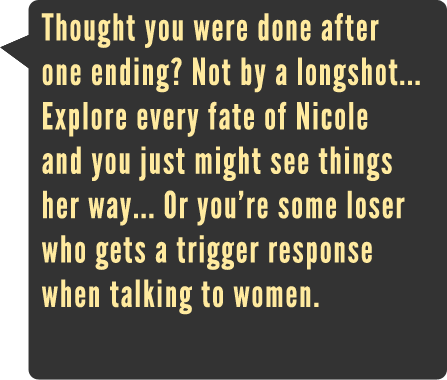 Thought you were done after
one ending? Not by a longshot...
Explore every fate of Nicole
and you just might see things
her way... Or you’re some loser
who gets a trigger response
when talking to women.